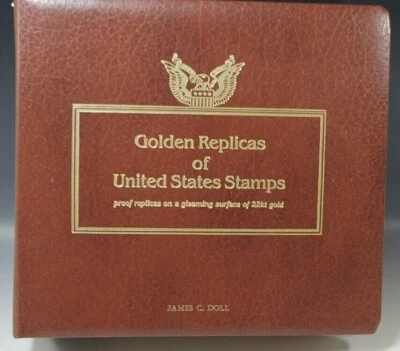 Golden Replicas
of
United States Stamps
proof replicas on a gleaming surface of 22kt gold
JAMES C. DOLL